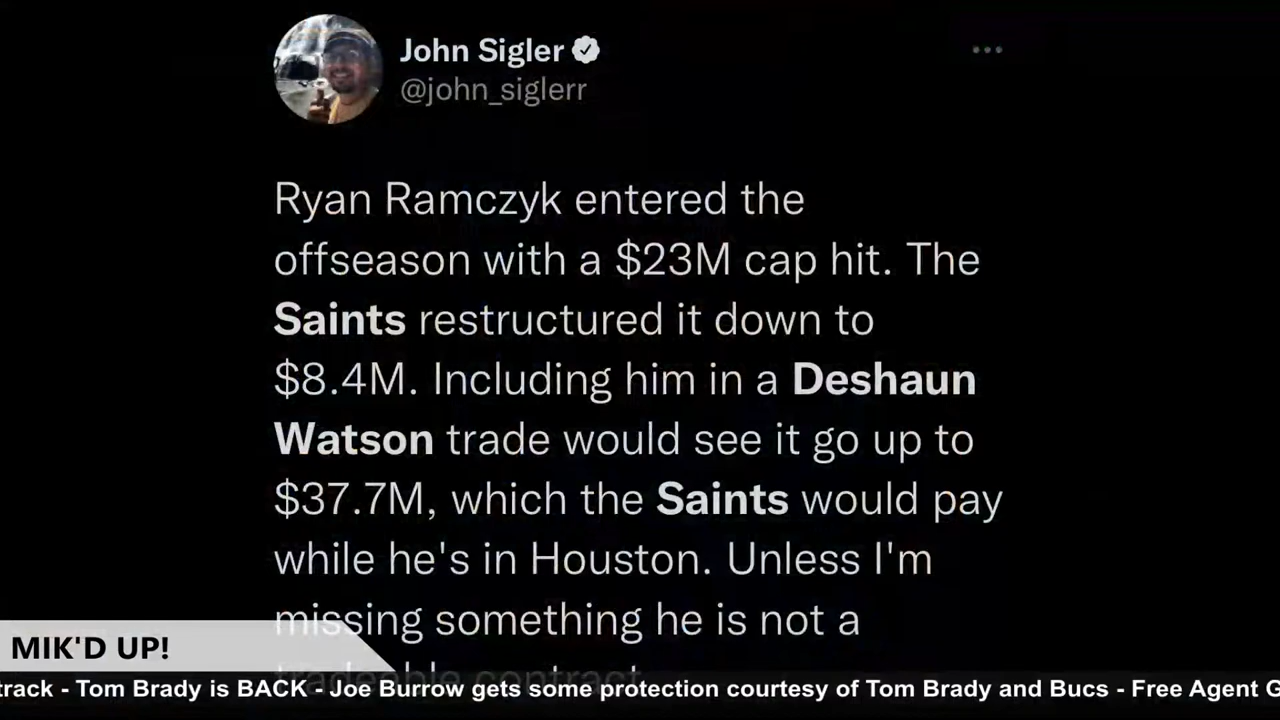 John Sigler
@john_siglerr
Ryan Ramczyk entered the
offseason with a $23M cap hit. The
Saints restructured it down to
$8.4M. Including him in a Deshaun
Watson trade would see it go up to
$37.7M, which the Saints would pay
while he's in Houston. Unless I'm
missing something he is not a
tradeable contract.
MIK'D UP!
track - Tom Brady is BACK - Joe Burrow gets some protection courtesy of Tom Brady and Bucs - Free Agent G